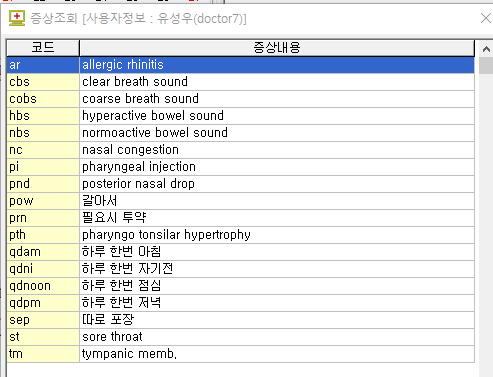 증상조회 [사용자정보 : 유성우(doctor7)]
코드 증상내용
ar allergic rhinitis
cbs clear breath sound
cobs coarse breath sound
hbs hyperactive bowel sound
nbs normoactive bowel sound
nc nasal congestion
pi pharyngeal injection
pnd posterior nasal drop
pow 갈아서
prn 필요시 투약
pth pharyngo tonsilar hypertrophy
qdam 하루 한번 아침
qdni 하루 한번 자기전
qdnoon 하루 한번 점심
qdpm 하루 한번 저녁
sep 따로 포장
st sore throat
tm tympanic memb,